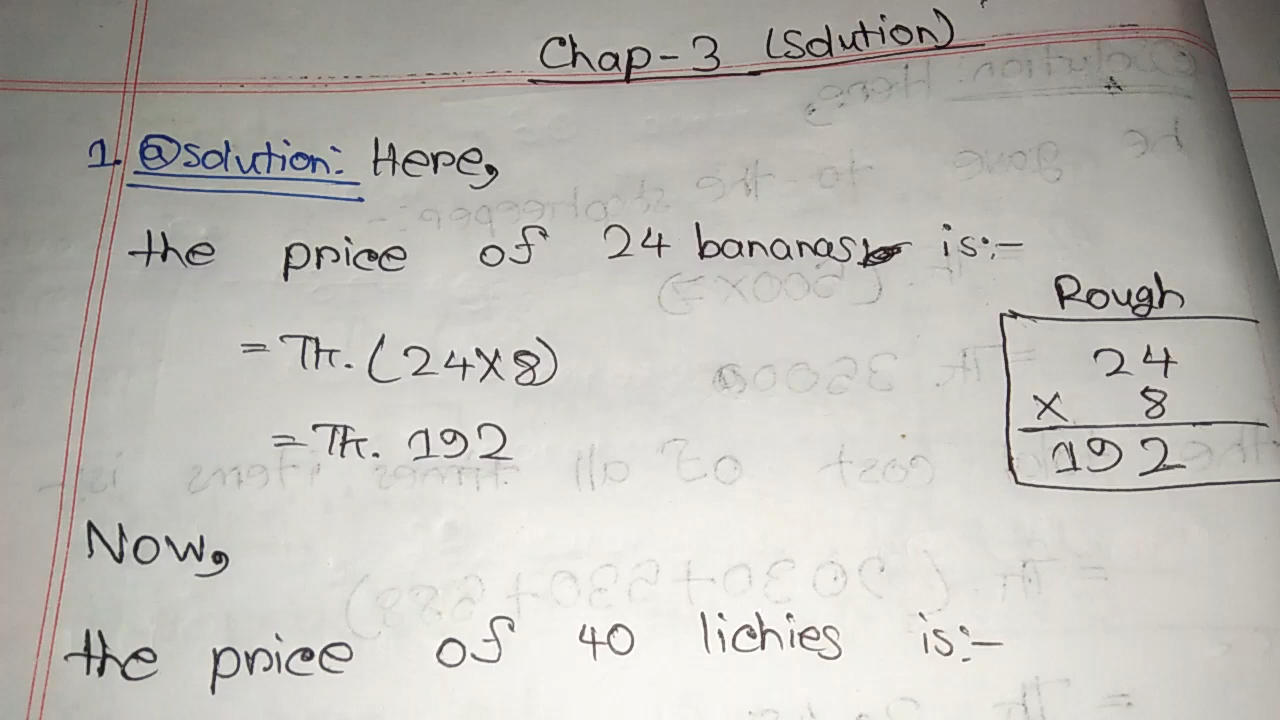 Chap-3 (Solution)
1. ⓐ solution: Here,
the price of 24 bananas is:-
= Tk. (24×8)
= Tk. 192
Rough
24
× 8
192
Now,
the price of 40 lichies is:-